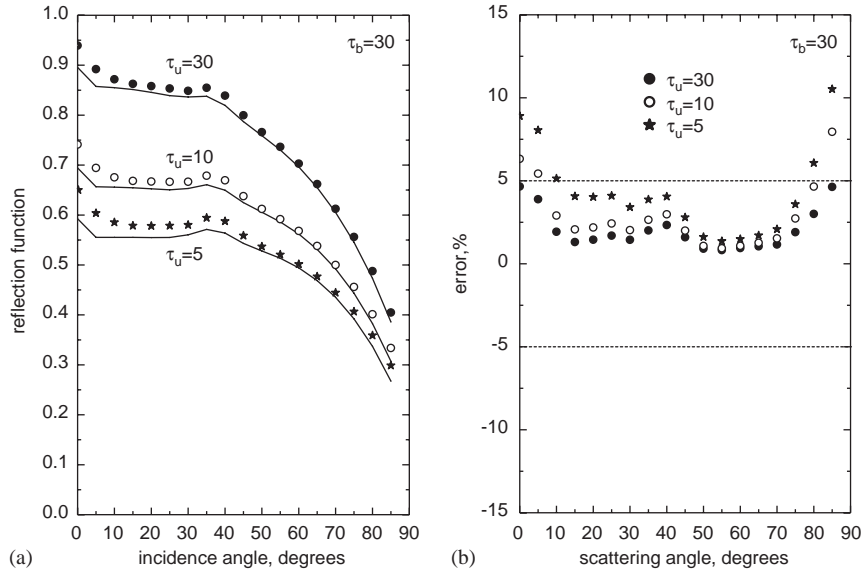 1.0
0.9
0.8
0.7
0.6
0.5
0.4
0.3
0.2
0.1
0.0
reflection function
τb=30
τu=30
τu=10
τu=5
0 10 20 30 40 50 60 70 80 90
incidence angle, degrees
(a)
15
10
5
0
-5
-10
-15
error,%
τb=30
τu=30
τu=10
τu=5
0 10 20 30 40 50 60 70 80 90
scattering angle, degrees
(b)